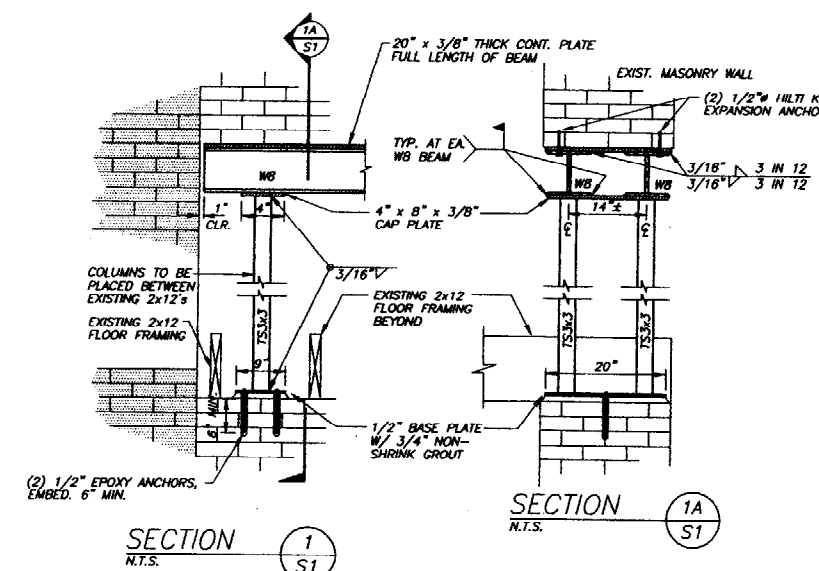 1A
S1
20" x 3/8" THICK CONT. PLATE
FULL LENGTH OF BEAM
EXIST. MASONRY WALL
(2) 1/2"ø HILTI K
EXPANSION ANCHO
TYP. AT EA.
W8 BEAM
W8
3/16" 3 IN 12
3/16" 3 IN 12
W8
W8
1"
CLR.
4"
4" x 8" x 3/8"
CAP PLATE
14"±
3/16"
COLUMNS TO BE
PLACED BETWEEN
EXISTING 2x12's
EXISTING 2x12
FLOOR FRAMING
EXISTING 2x12
FLOOR FRAMING
BEYOND
TS3x3
TS3x3
TS3x3
9"
20"
6" MIN.
1/2" BASE PLATE
W/ 3/4" NON-
SHRINK GROUT
(2) 1/2" EPOXY ANCHORS,
EMBED. 6" MIN.
SECTION
N.T.S.
1
S1
SECTION
N.T.S.
1A
S1